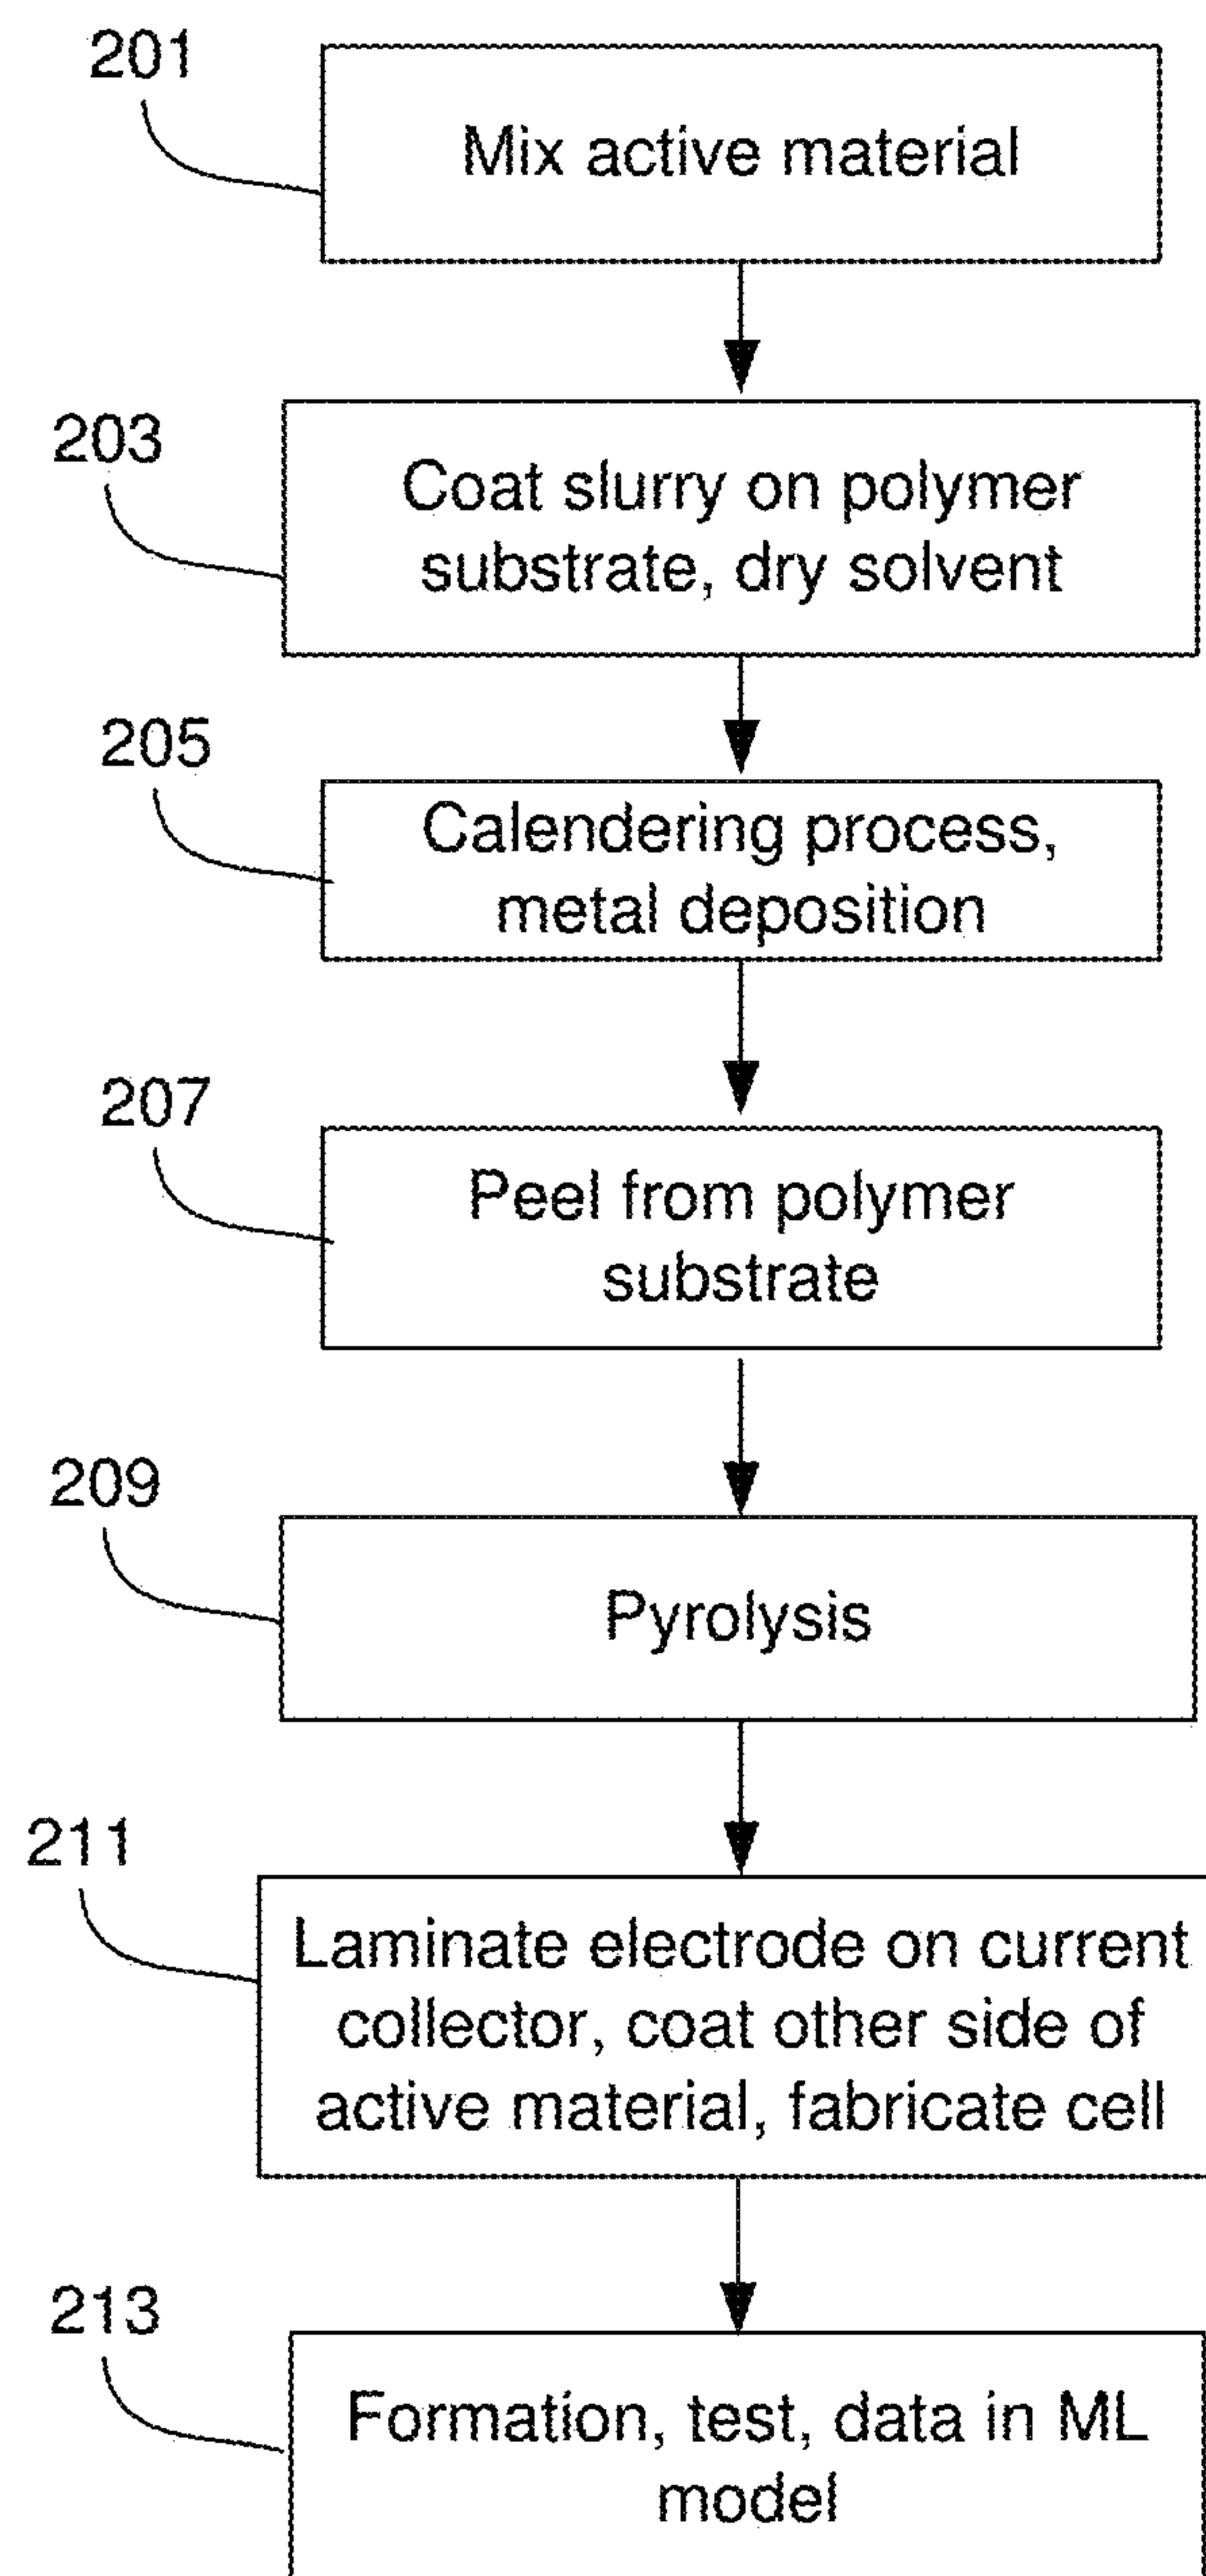 201
Mix active material
203
Coat slurry on polymer
substrate, dry solvent
205
Calendering process,
metal deposition
207
Peel from polymer
substrate
209
Pyrolysis
211
Laminate electrode on current
collector, coat other side of
active material, fabricate cell
213
Formation, test, data in ML
model